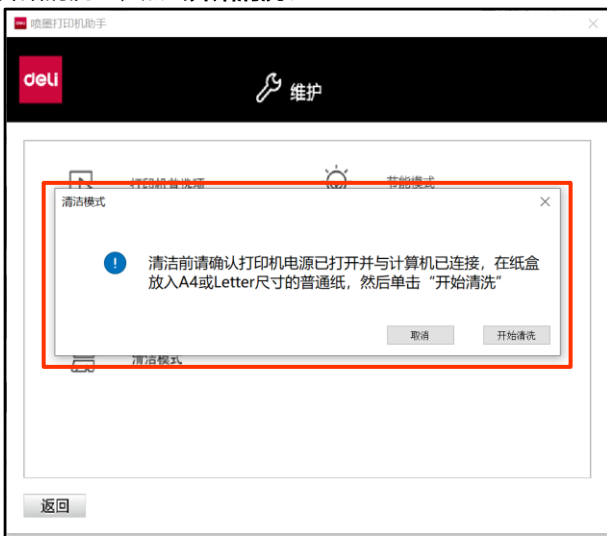 喷墨打印机助手
deli
维护
节能模式
清洁模式
清洁前请确认打印机电源已打开并与计算机已连接，在纸盒
放入A4或Letter尺寸的普通纸，然后单击“开始清洗”
取消
开始清洗
清洁模式
返回